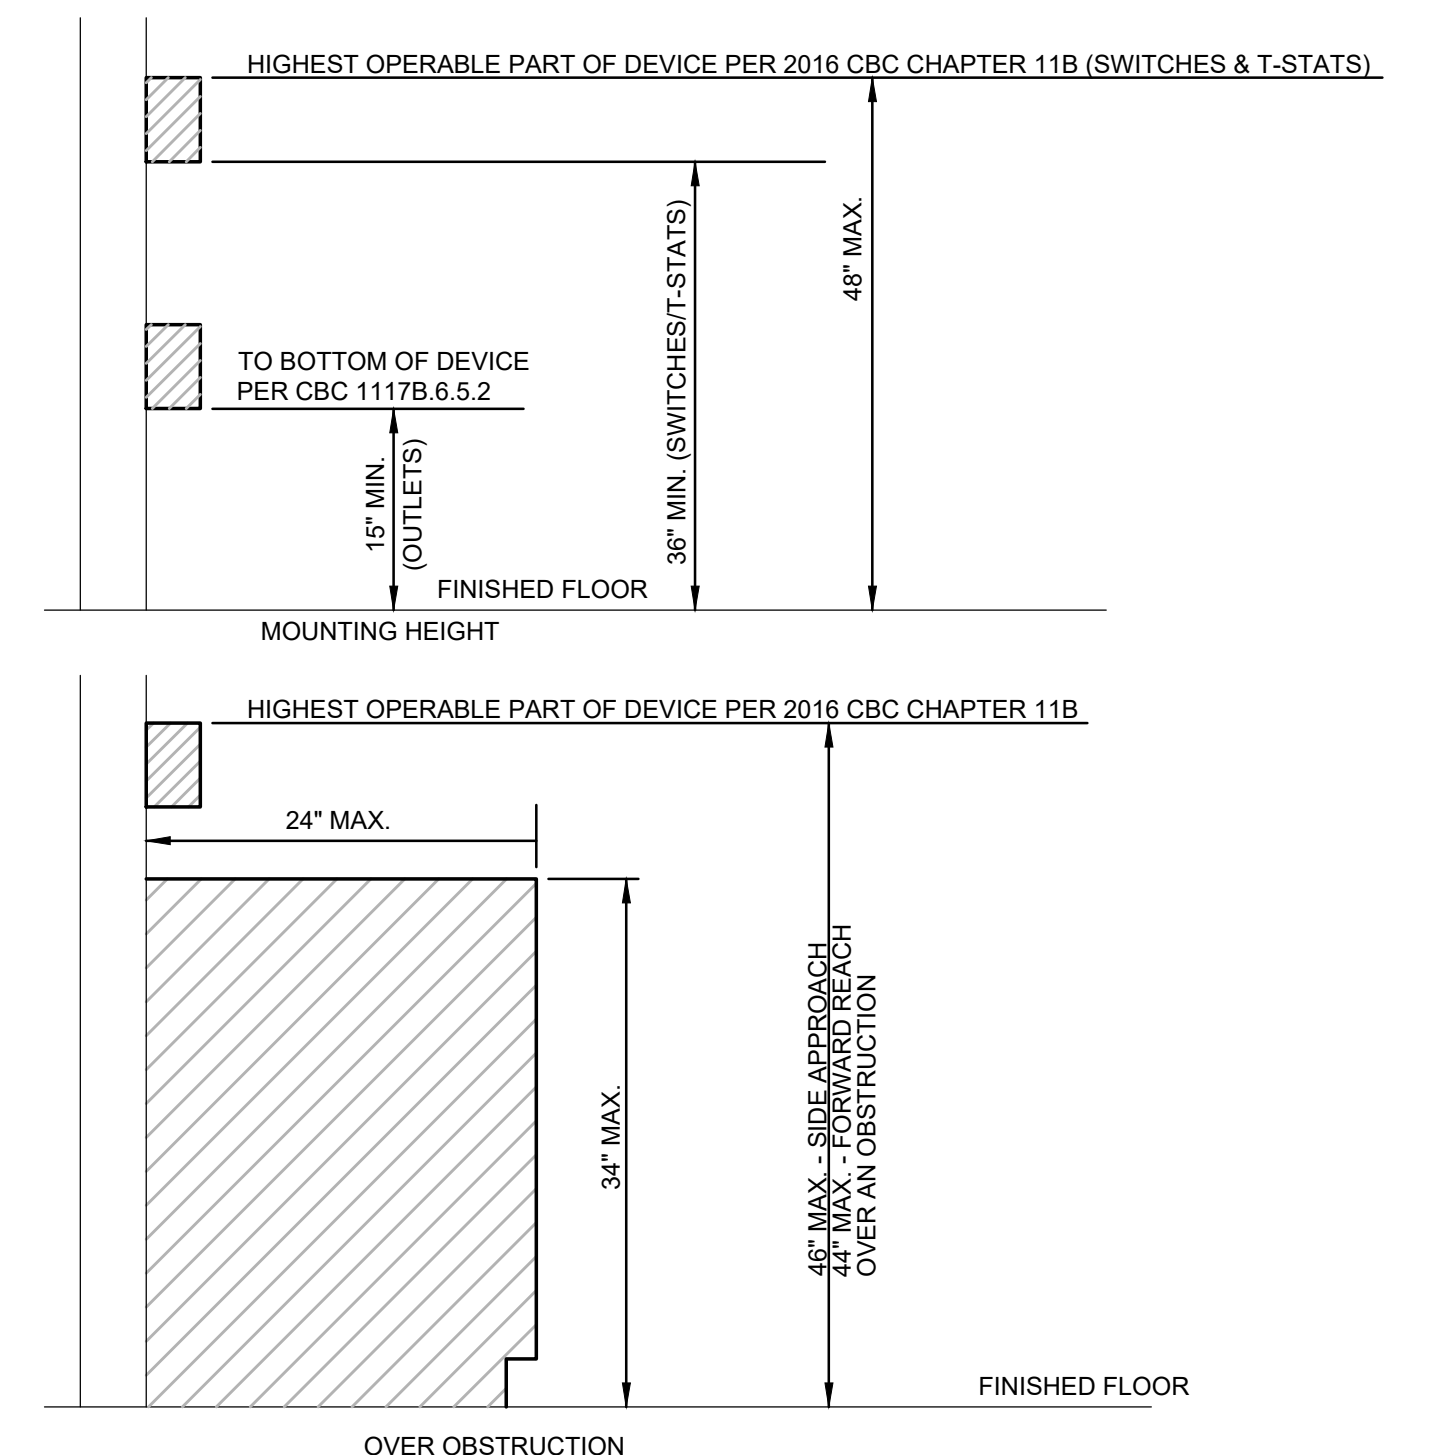 HIGHEST OPERABLE PART OF DEVICE PER 2016 CBC CHAPTER 11B (SWITCHES & T-STATS)
48" MAX.
36" MIN. (SWITCHES/T-STATS)
TO BOTTOM OF DEVICE
PER CBC 1117B.6.5.2
15" MIN.
(OUTLETS)
FINISHED FLOOR
MOUNTING HEIGHT
HIGHEST OPERABLE PART OF DEVICE PER 2016 CBC CHAPTER 11B
24" MAX.
34" MAX.
46" MAX. - SIDE APPROACH
44" MAX. - FORWARD REACH
OVER AN OBSTRUCTION
FINISHED FLOOR
OVER OBSTRUCTION